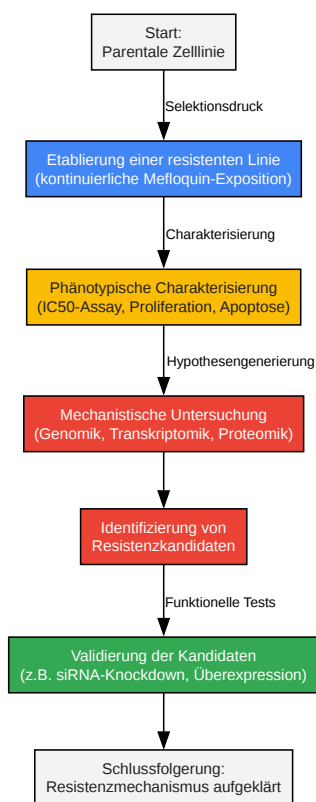 Start:
Parentale Zelllinie
Selektionsdruck
Etablierung einer resistenten Linie
(kontinuierliche Mefloquin-Exposition)
Charakterisierung
Phänotypische Charakterisierung
(IC50-Assay, Proliferation, Apoptose)
Hypothesengenerierung
Mechanistische Untersuchung
(Genomik, Transkriptomik, Proteomik)
Identifizierung von
Resistenzkandidaten
Funktionelle Tests
Validierung der Kandidaten
(z.B. siRNA-Knockdown, Überexpression)
Schlussfolgerung:
Resistenzmechanismus aufgeklärt